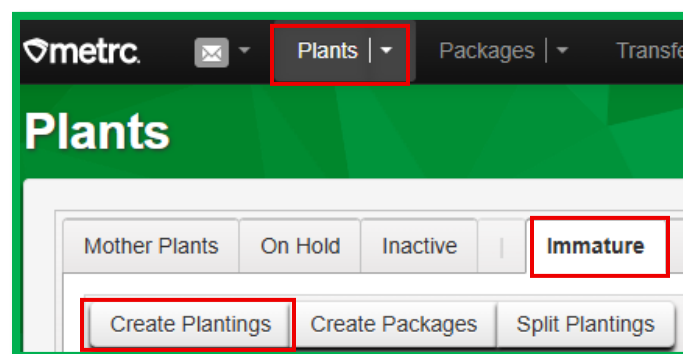 metrc. Plants | Packages | Transfe
Plants
Mother Plants On Hold Inactive | Immature
Create Plantings Create Packages Split Plantings